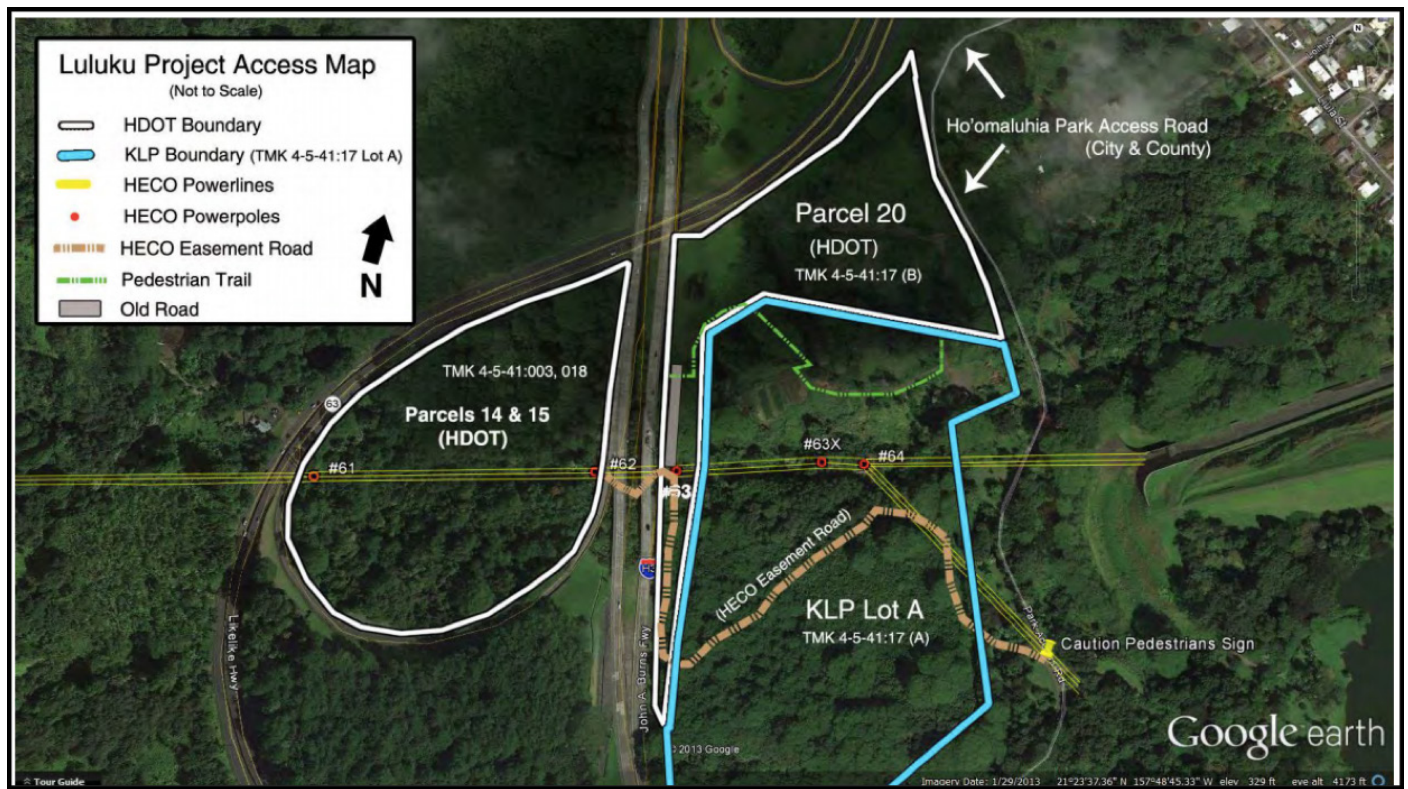 Luluku Project Access Map
(Not to Scale)
HDOT Boundary
KLP Boundary (TMK 4-5-41:17 Lot A)
HECO Powerlines
HECO Powerpoles
HECO Easement Road
Pedestrian Trail
Old Road
N
N
Ho'omaluhia Park Access Road
(City & County)
Parcel 20
(HDOT)
TMK 4-5-41:17 (B)
TMK 4-5-41:003, 018
63
Parcels 14 & 15
(HDOT)
#61
#62
#63
#63X
#64
(HECO Easement Road)
KLP Lot A
TMK 4-5-41:17 (A)
Likelike Hwy
John A. Burns Fwy
Caution Pedestrians Sign
© 2013 Google
Google earth
Tour Guide
Imagery Date: 1/29/2013 21°23'37.36" N 157°48'45.33" W elev 329 ft eye alt 4173 ft